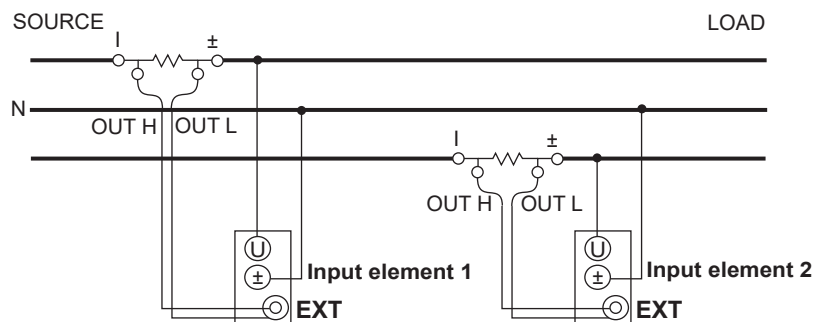 SOURCE
LOAD
I
±
N
OUT H
OUT L
I
±
OUT H
OUT L
U
±
Input element 1
EXT
U
±
Input element 2
EXT